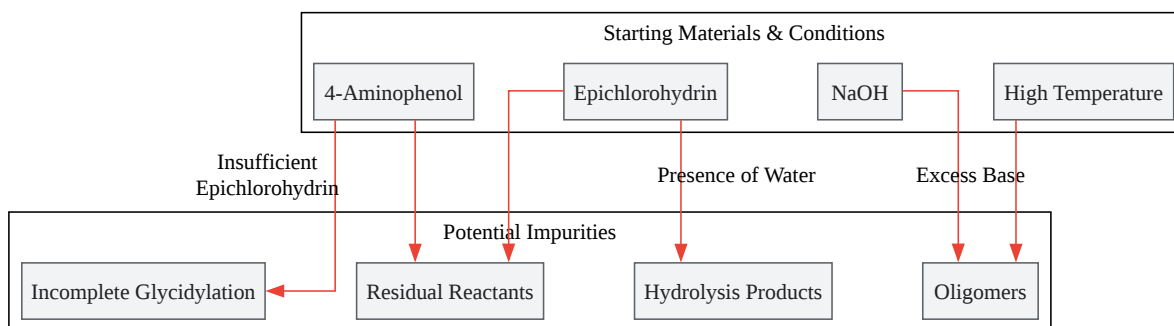 Starting Materials & Conditions
4-Aminophenol
Epichlorohydrin
NaOH
High Temperature
Insufficient
Epichlorohydrin
Presence of Water
Excess Base
Potential Impurities
Incomplete Glycidylation
Residual Reactants
Hydrolysis Products
Oligomers